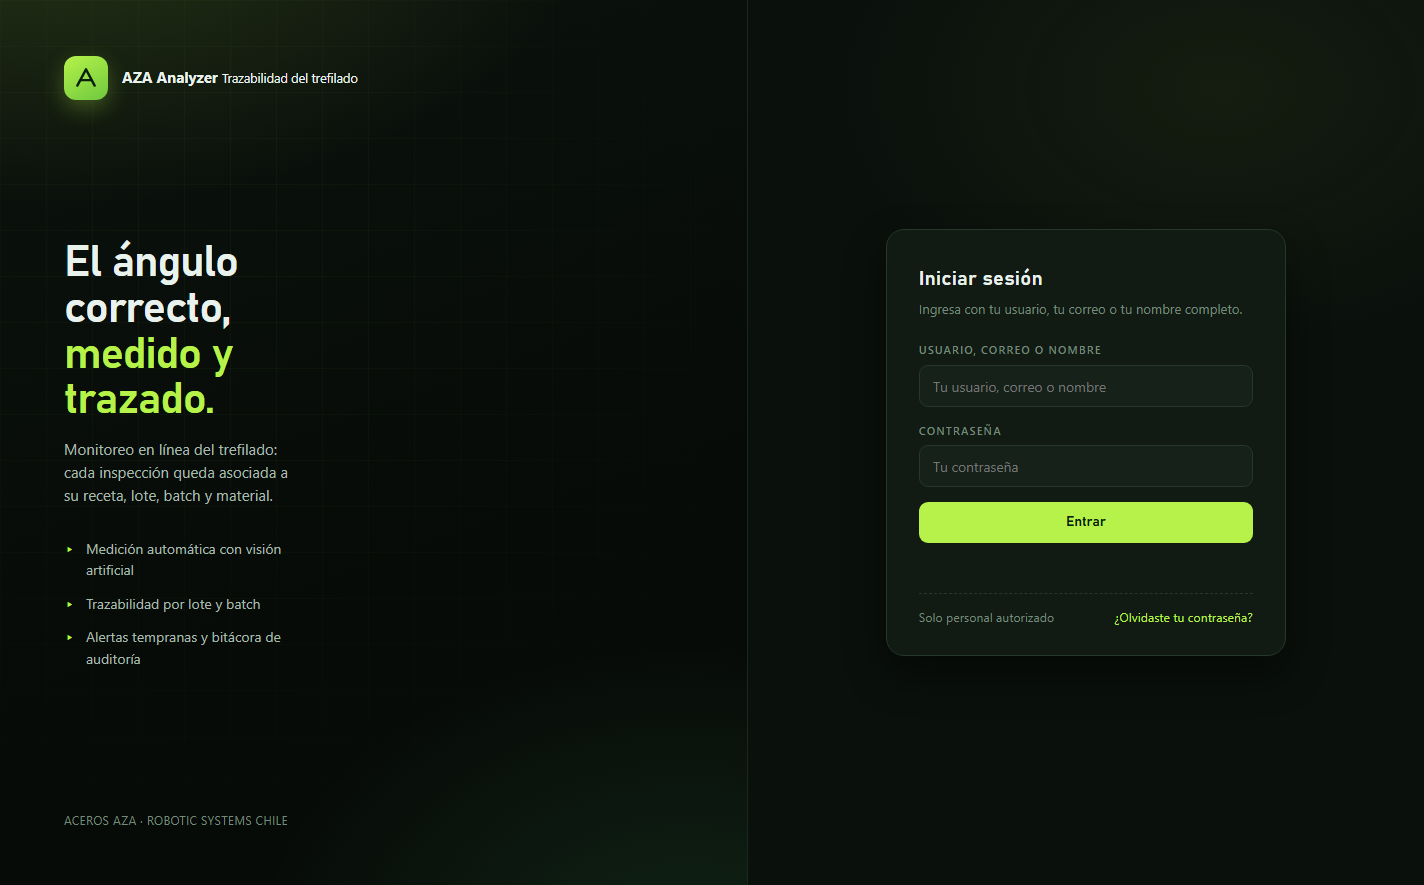 AZA Analyzer Trazabilidad del trefilado
El ángulo
correcto,
medido y
trazado.
Monitoreo en línea del trefilado:
cada inspección queda asociada a
su receta, lote, batch y material.
Medición automática con visión
artificial
Trazabilidad por lote y batch
Alertas tempranas y bitácora de
auditoría
ACEROS AZA · ROBOTIC SYSTEMS CHILE
Iniciar sesión
Ingresa con tu usuario, tu correo o tu nombre completo.
USUARIO, CORREO O NOMBRE
Tu usuario, correo o nombre
CONTRASEÑA
Tu contraseña
Entrar
Solo personal autorizado
¿Olvidaste tu contraseña?